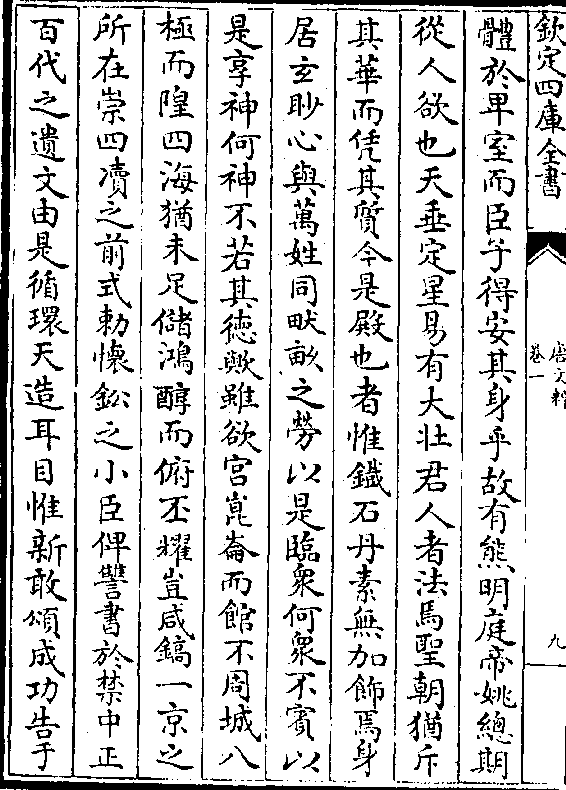 欽定四庫全書
唐文粹
卷一
九
體於卑室而臣子得安其身乎故有熊明庭帝姚總期
從人欲也天垂定星易有大壯君人者法焉聖朝猶斥
其華而凭其質今是殿也者惟鐡石丹素無加飾焉身
居玄眇心與萬姓同畎畝之勞以是臨衆何衆不賓以
是享神何神不若其徳歟雖欲宫崑崙而館不周城八
極而隍四海猶未足儲鴻醇而俯丕耀豈咸鎬一京之
所在崇四瀆之前式勅懷鉛之小臣俾讐書於禁中正
百代之遺文由是循環天造耳目惟新敢頌成功告于